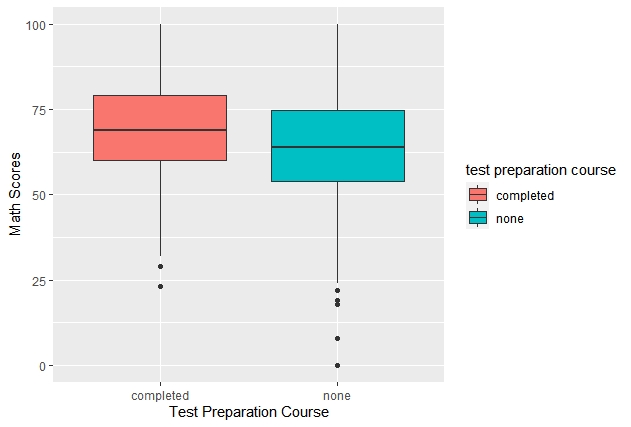 100
75
50
25
0
Math Scores
completed
none
Test Preparation Course
test preparation course
completed
none